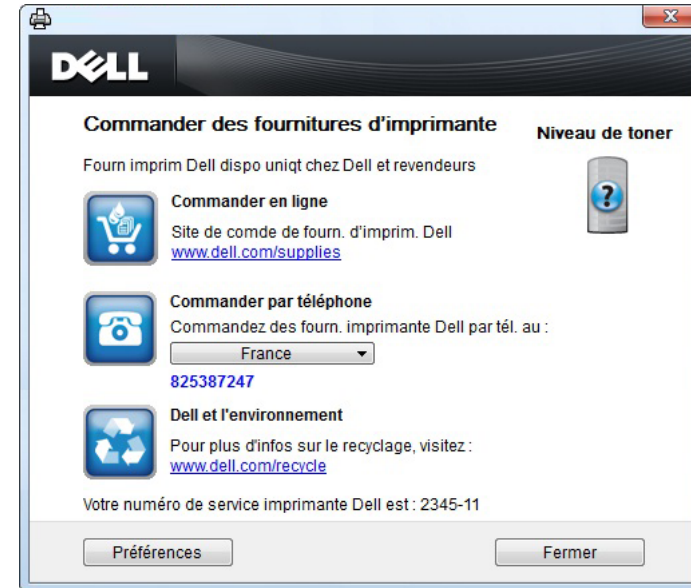 DELL
Commander des fournitures d'imprimante
Niveau de toner
Fourn imprim Dell dispo uniqt chez Dell et revendeurs
?
Commander en ligne
Site de comde de fourn. d'imprim. Dell
www.dell.com/supplies
Commander par téléphone
Commandez des fourn. imprimante Dell par tél. au :
France
825387247
Dell et l'environnement
Pour plus d'infos sur le recyclage, visitez :
www.dell.com/recycle
Votre numéro de service imprimante Dell est : 2345-11
Préférences
Fermer